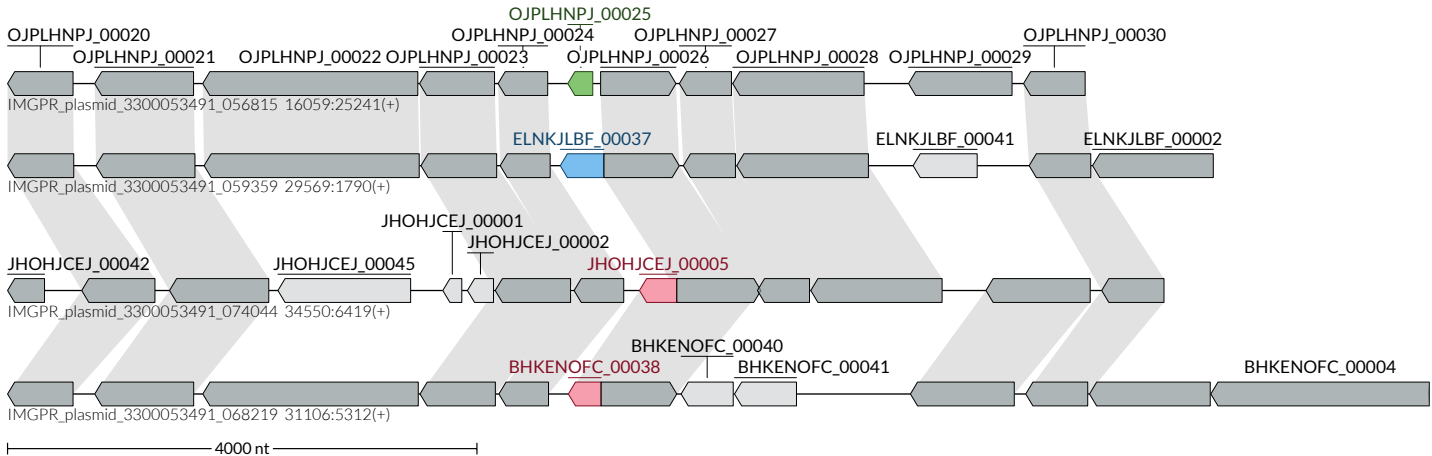 OJPLHNPJ_00025
OJPLHNPJ_00020 OJPLHNPJ_00024 OJPLHNPJ_00027 OJPLHNPJ_00030
OJPLHNPJ_00021 OJPLHNPJ_00022 OJPLHNPJ_00023 OJPLHNPJ_00026 OJPLHNPJ_00028 OJPLHNPJ_00029
IMGPR_plasmid_3300053491_056815 16059:25241(+)
ELNKJLBF_00037 ELNKJLBF_00041 ELNKJLBF_00002
IMGPR_plasmid_3300053491_059359 29569:1790(+)
JHOHJCEJ_00001
JHOHJCEJ_00002
JHOHJCEJ_00042 JHOHJCEJ_00045 JHOHJCEJ_00005
IMGPR_plasmid_3300053491_074044 34550:6419(+)
BHKENOFC_00040
BHKENOFC_00038 BHKENOFC_00041 BHKENOFC_00004
IMGPR_plasmid_3300053491_068219 31106:5312(+)
4000 nt